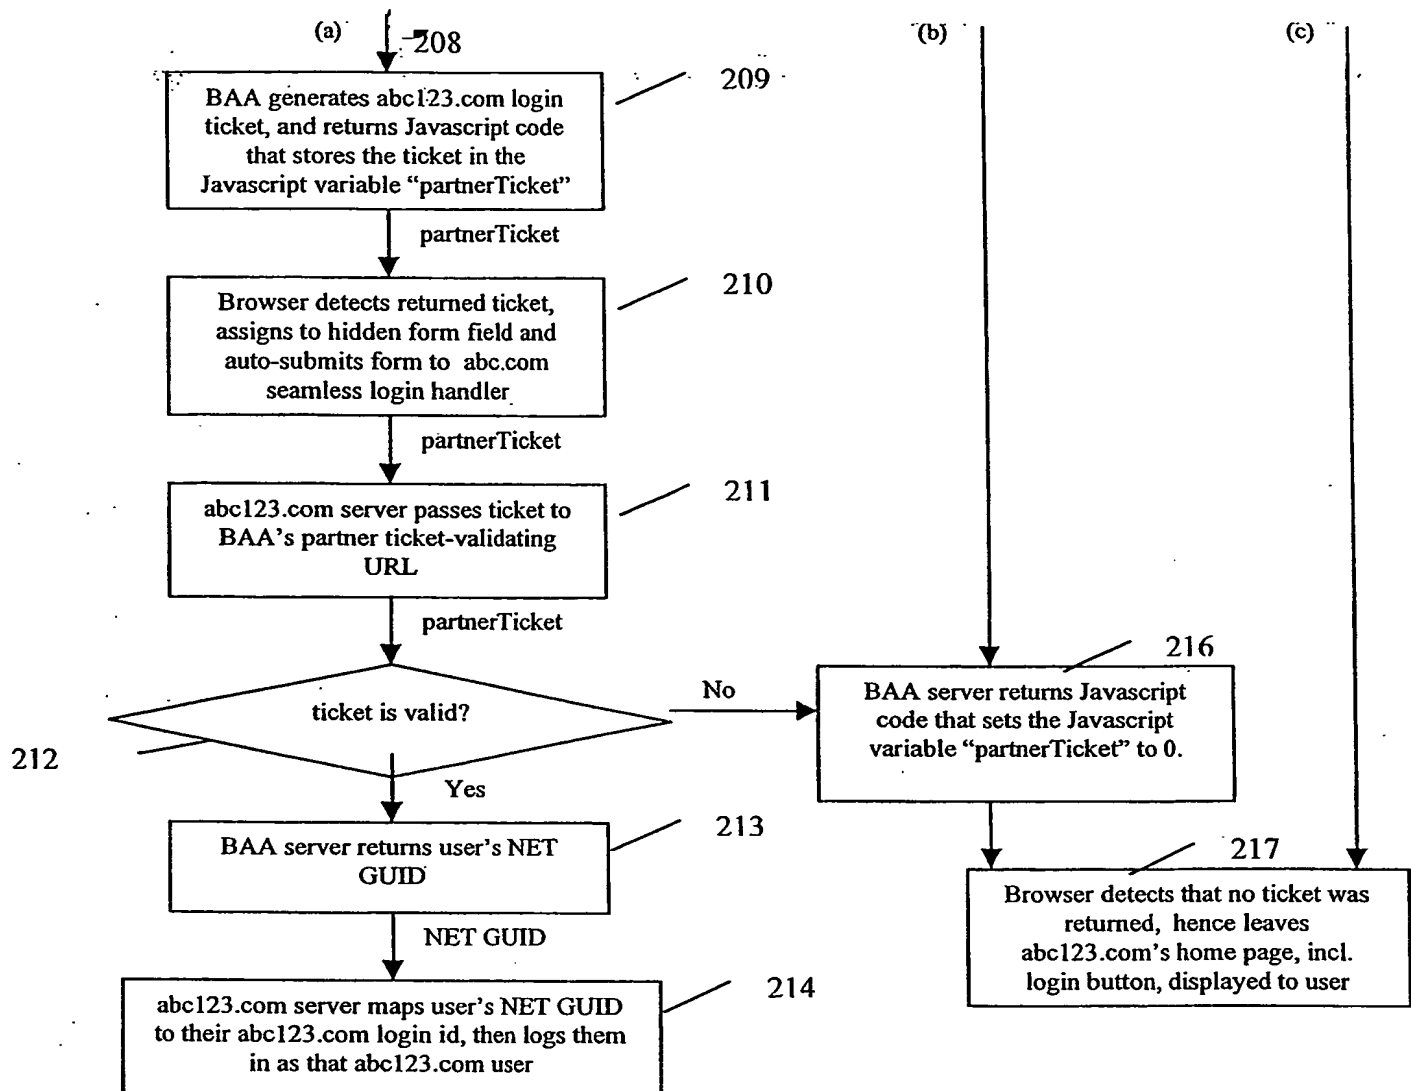 (a)
208
(b)
(c)
209
BAA generates abc123.com login
ticket, and returns Javascript code
that stores the ticket in the
Javascript variable “partnerTicket”
partnerTicket
210
Browser detects returned ticket,
assigns to hidden form field and
auto-submits form to abc.com
seamless login handler
partnerTicket
211
abc123.com server passes ticket to
BAA’s partner ticket-validating
URL
partnerTicket
ticket is valid?
212
No
216
BAA server returns Javascript
code that sets the Javascript
variable “partnerTicket” to 0.
Yes
213
BAA server returns user’s NET
GUID
217
Browser detects that no ticket was
returned, hence leaves
abc123.com’s home page, incl.
login button, displayed to user
NET GUID
214
abc123.com server maps user’s NET GUID
to their abc123.com login id, then logs them
in as that abc123.com user